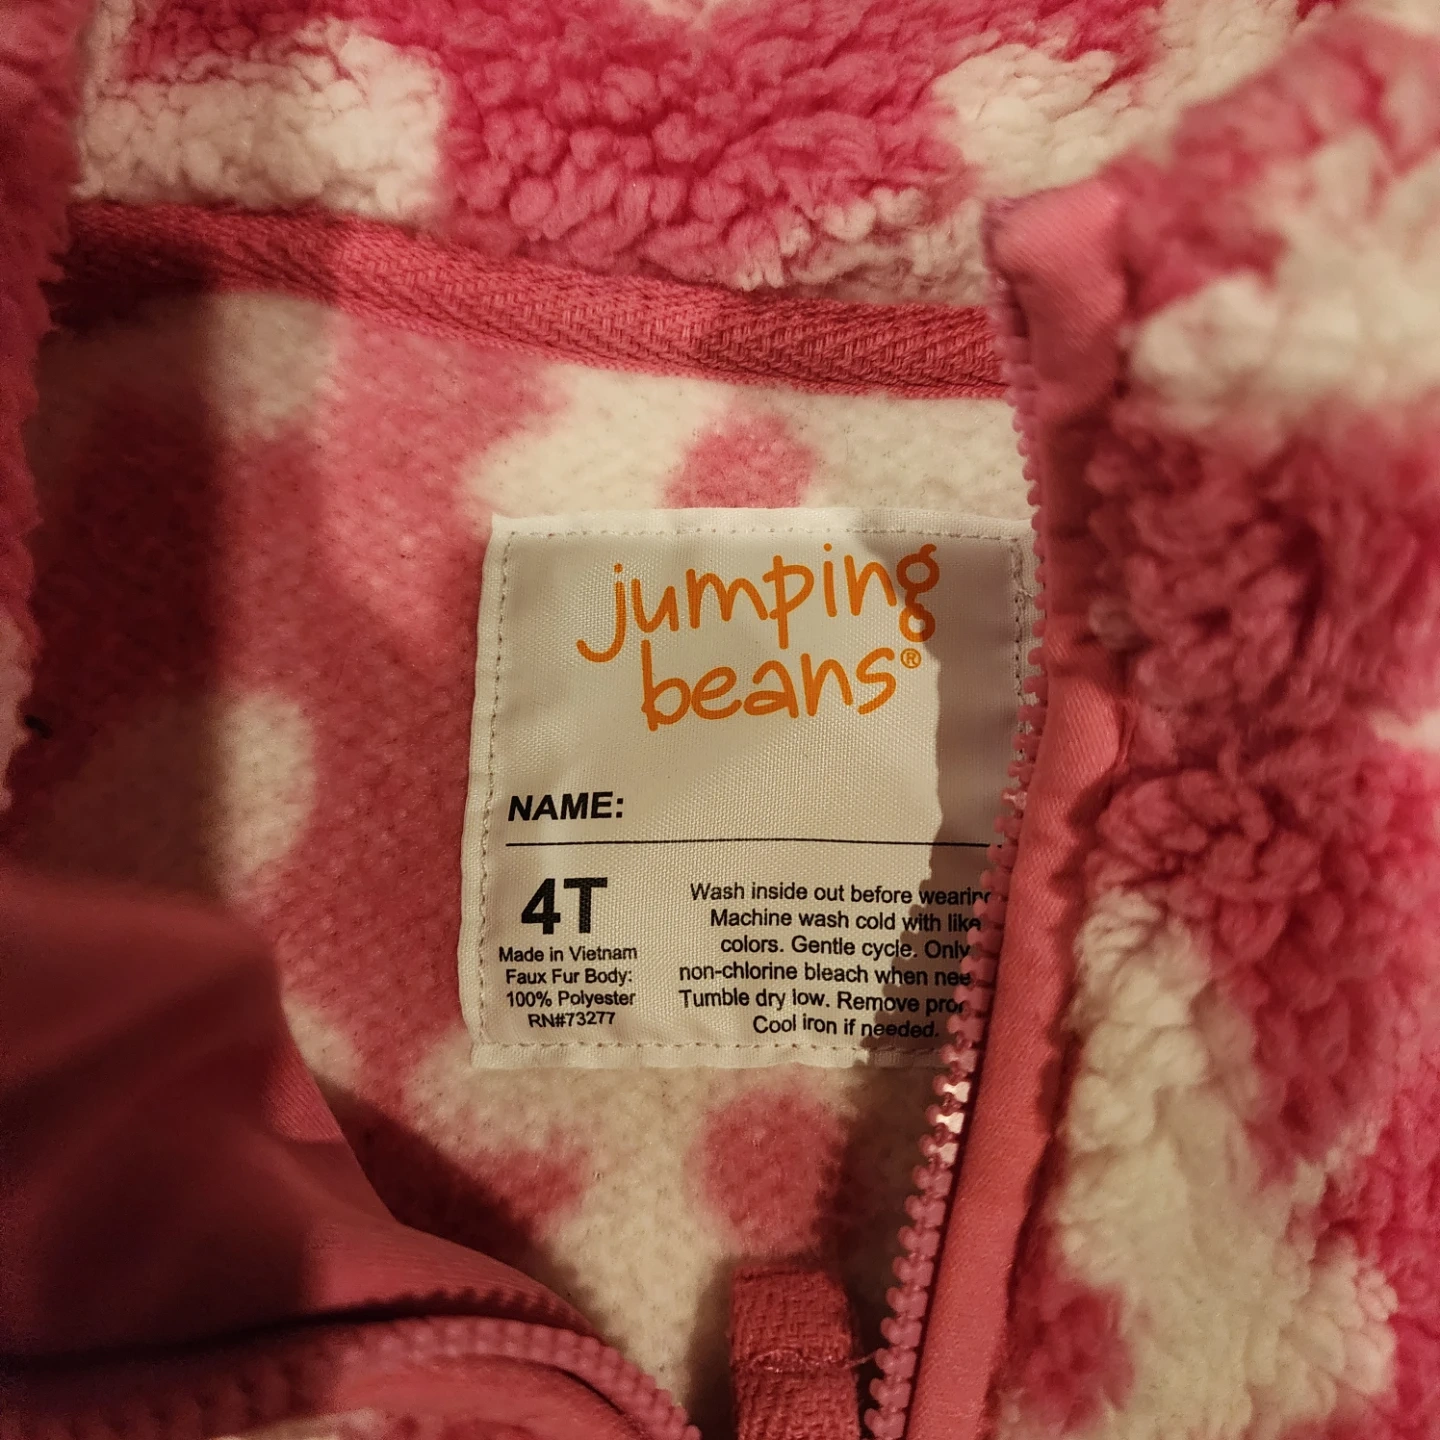 jumping
beans®
NAME:
4T
Made in Vietnam
Faux Fur Body:
100% Polyester
RN#73277
Wash inside out before
Machine wash cold with like
colors. Gentle cycle. Only
non-chlorine bleach when
Tumble dry low. Remove
Cool iron if needed.